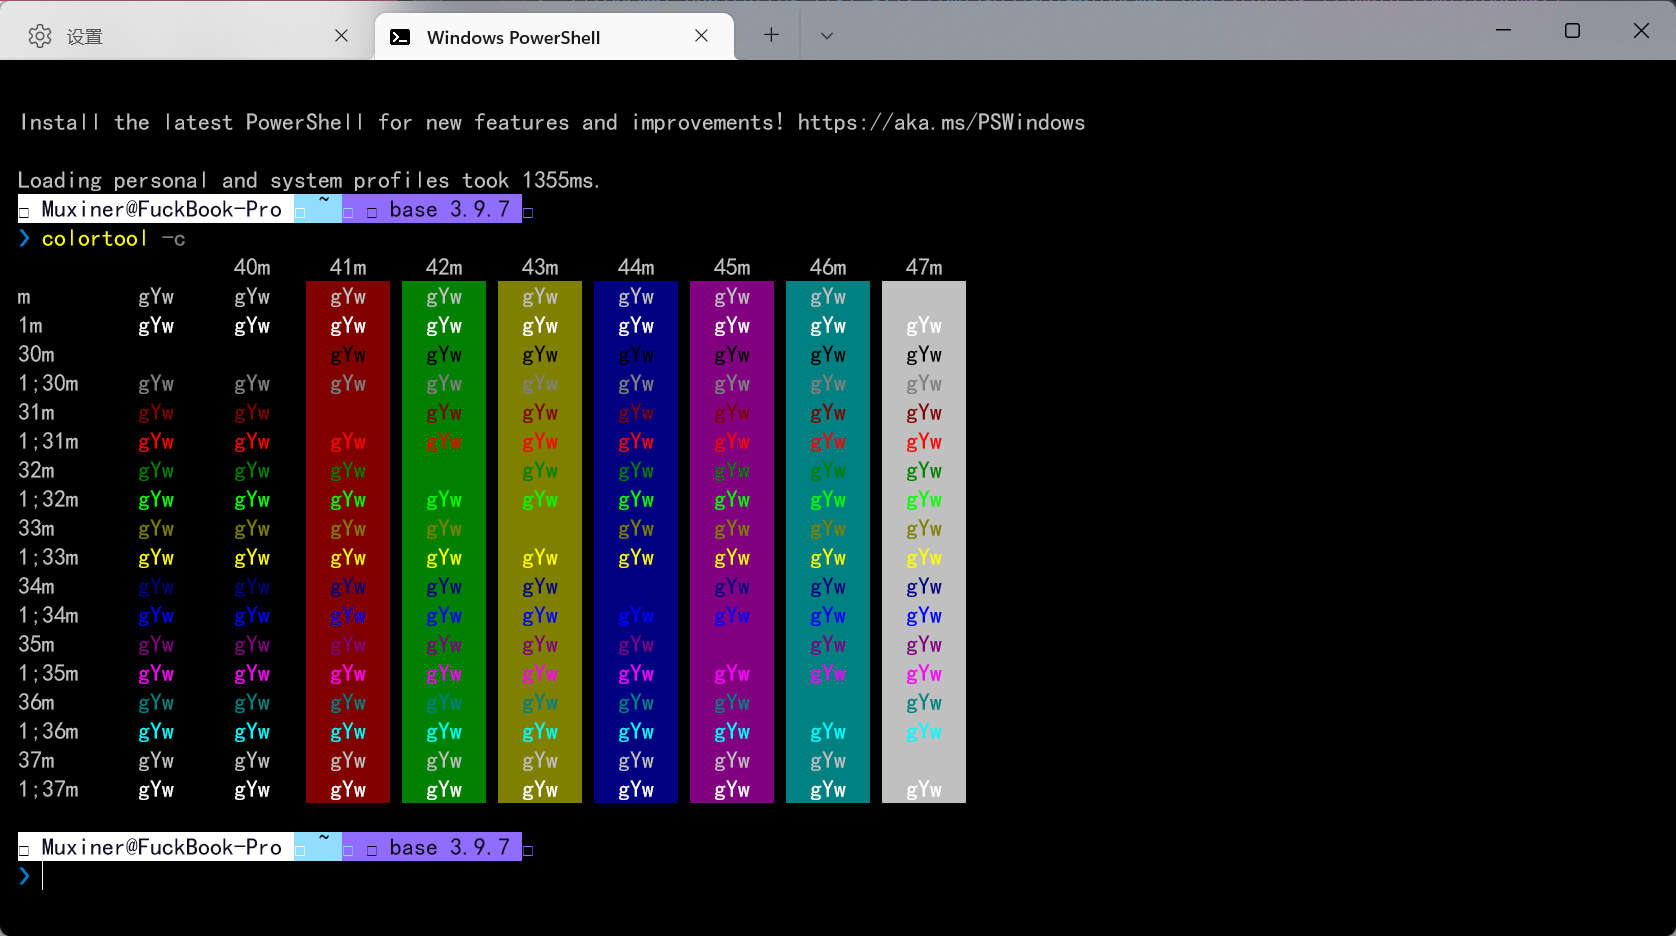 设置
Windows PowerShell
Install the latest PowerShell for new features and improvements! https://aka.ms/PSWindows
Loading personal and system profiles took 1355ms.
□ Muxiner@FuckBook-Pro □ ~ □ □ base 3.9.7 □
❯ colortool -c
40m 41m 42m 43m 44m 45m 46m 47m
m gYw gYw gYw gYw gYw gYw gYw gYw
1m gYw gYw gYw gYw gYw gYw gYw gYw gYw
30m gYw gYw gYw gYw gYw gYw gYw
1;30m gYw gYw gYw gYw gYw gYw gYw gYw gYw
31m gYw gYw gYw gYw gYw gYw gYw gYw
1;31m gYw gYw gYw gYw gYw gYw gYw gYw gYw
32m gYw gYw gYw gYw gYw gYw gYw gYw
1;32m gYw gYw gYw gYw gYw gYw gYw gYw gYw
33m gYw gYw gYw gYw gYw gYw gYw gYw
1;33m gYw gYw gYw gYw gYw gYw gYw gYw gYw
34m gYw gYw gYw gYw gYw gYw gYw gYw
1;34m gYw gYw gYw gYw gYw gYw gYw gYw gYw
35m gYw gYw gYw gYw gYw gYw gYw gYw
1;35m gYw gYw gYw gYw gYw gYw gYw gYw gYw
36m gYw gYw gYw gYw gYw gYw gYw gYw
1;36m gYw gYw gYw gYw gYw gYw gYw gYw gYw
37m gYw gYw gYw gYw gYw gYw gYw gYw
1;37m gYw gYw gYw gYw gYw gYw gYw gYw gYw
□ Muxiner@FuckBook-Pro □ ~ □ □ base 3.9.7 □
❯